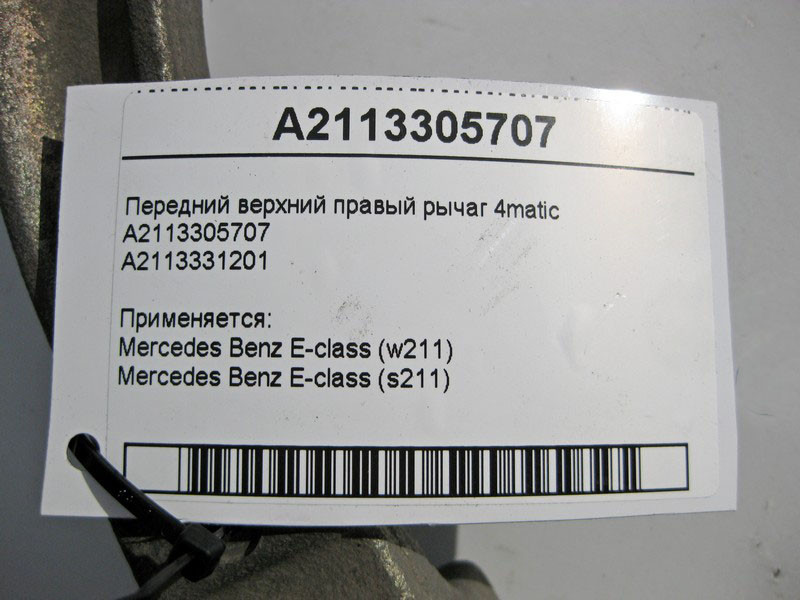 A2113305707
Передний верхний правый рычаг 4matic
A2113305707
A2113331201
Применяется:
Mercedes Benz E-class (w211)
Mercedes Benz E-class (s211)